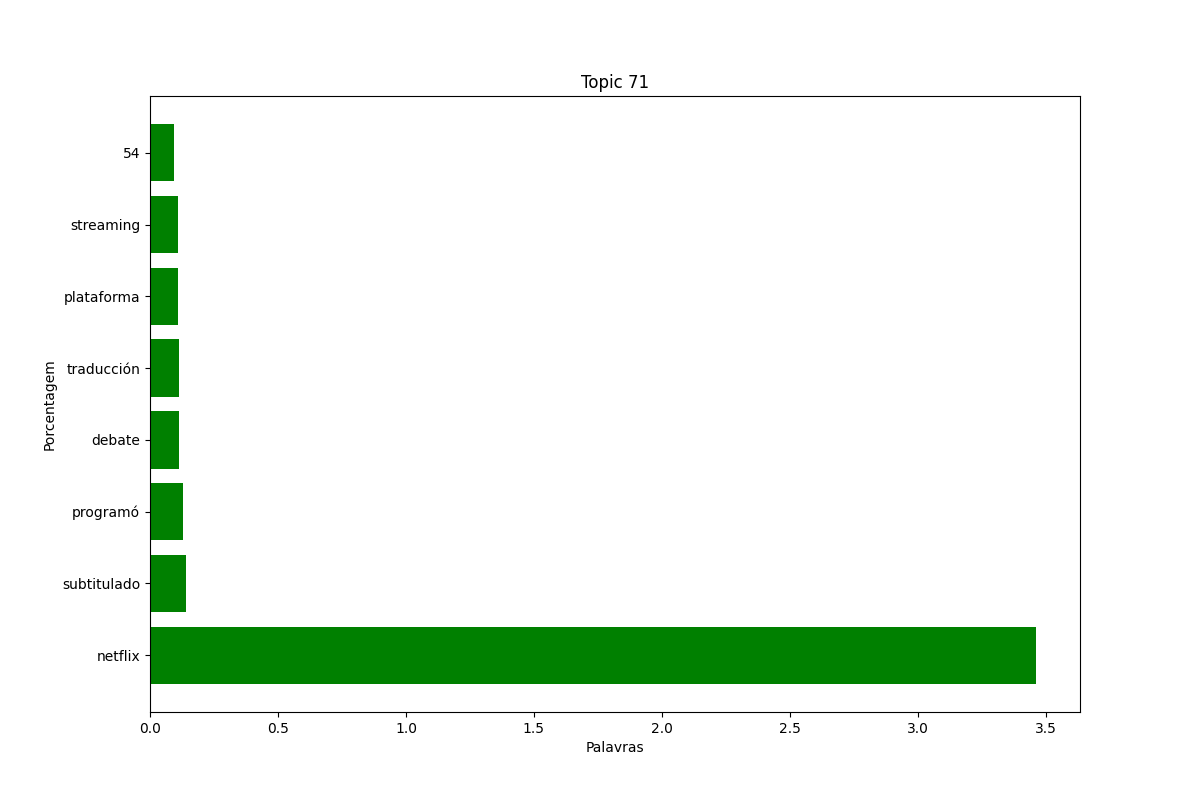 Topic 71
54
streaming
plataforma
traducción
debate
programó
subtitulado
netflix
Porcentagem
0.0 0.5 1.0 1.5 2.0 2.5 3.0 3.5
Palavras